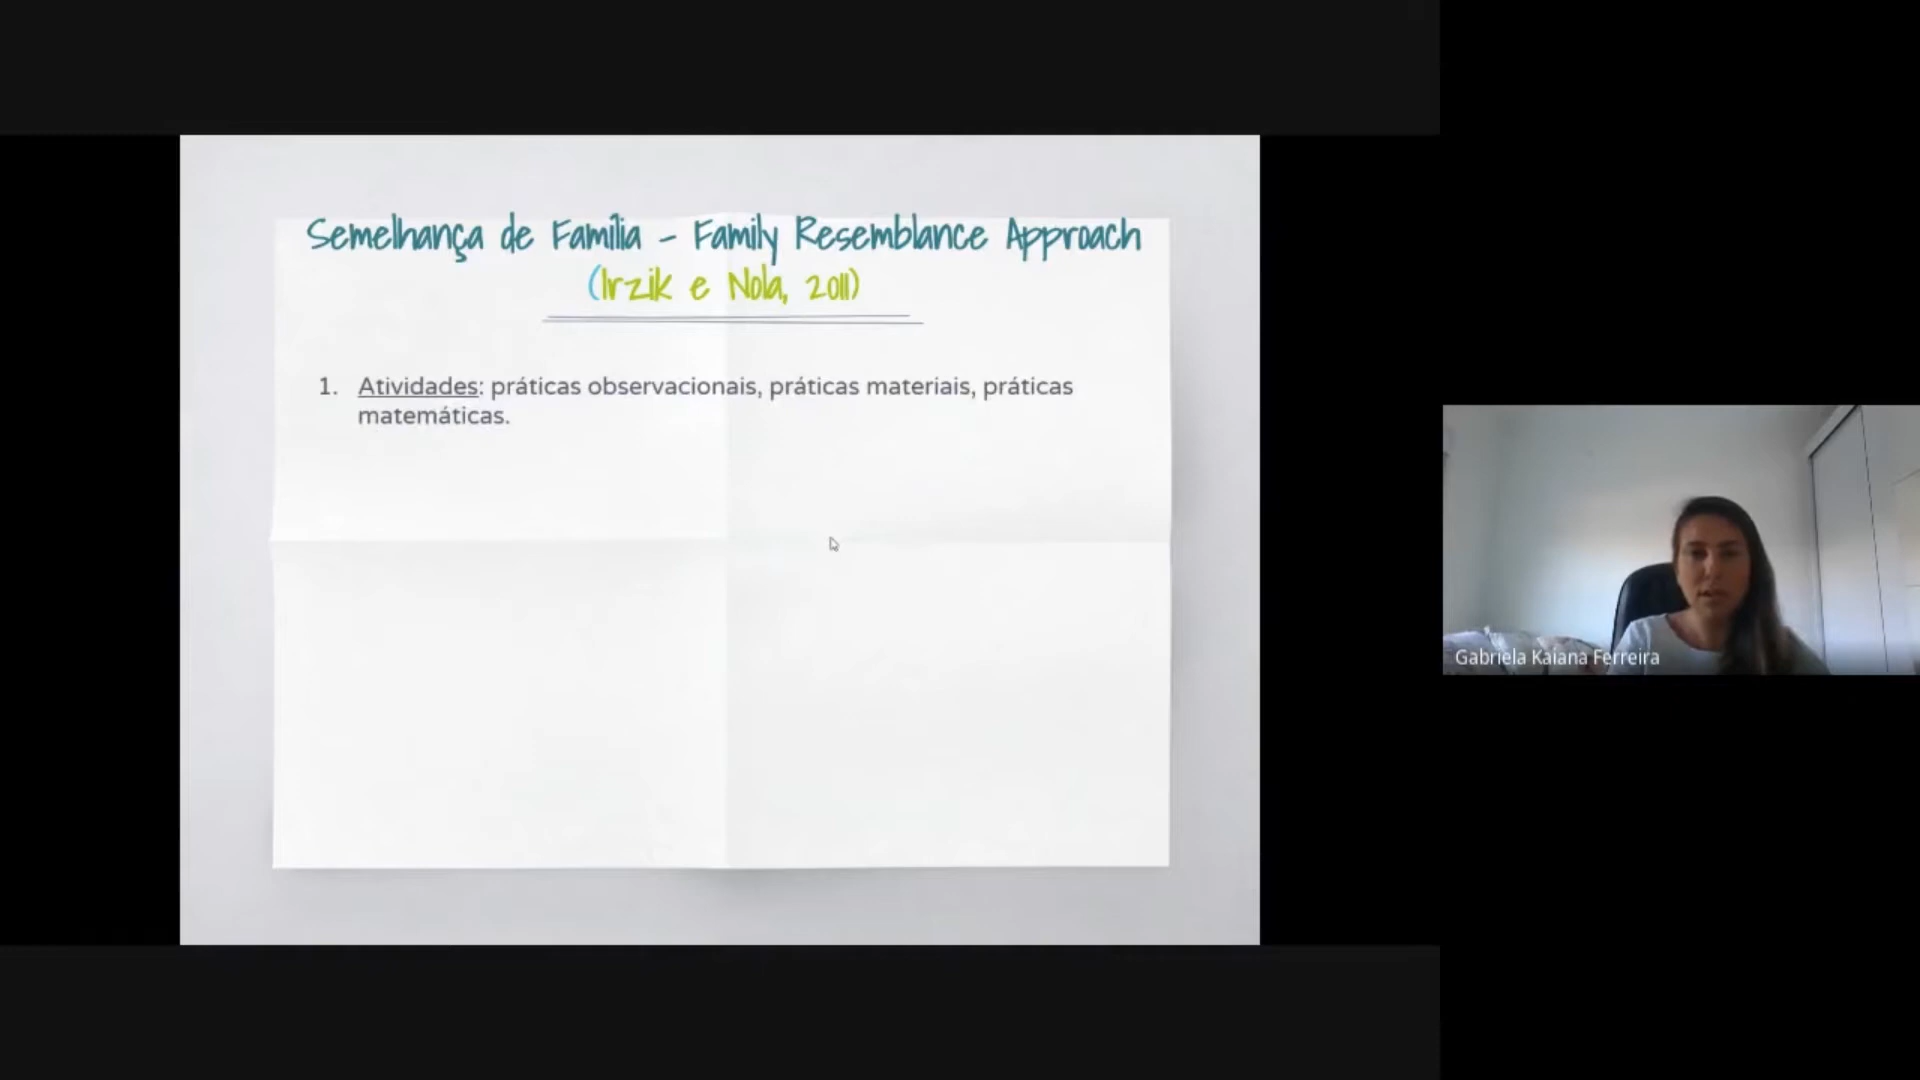 Semelhança de Família - Family Resemblance Approach
(Irzik e Nola, 2011)
1. Atividades: práticas observacionais, práticas materiais, práticas
matemáticas.
Gabriela Kaiana Ferreira